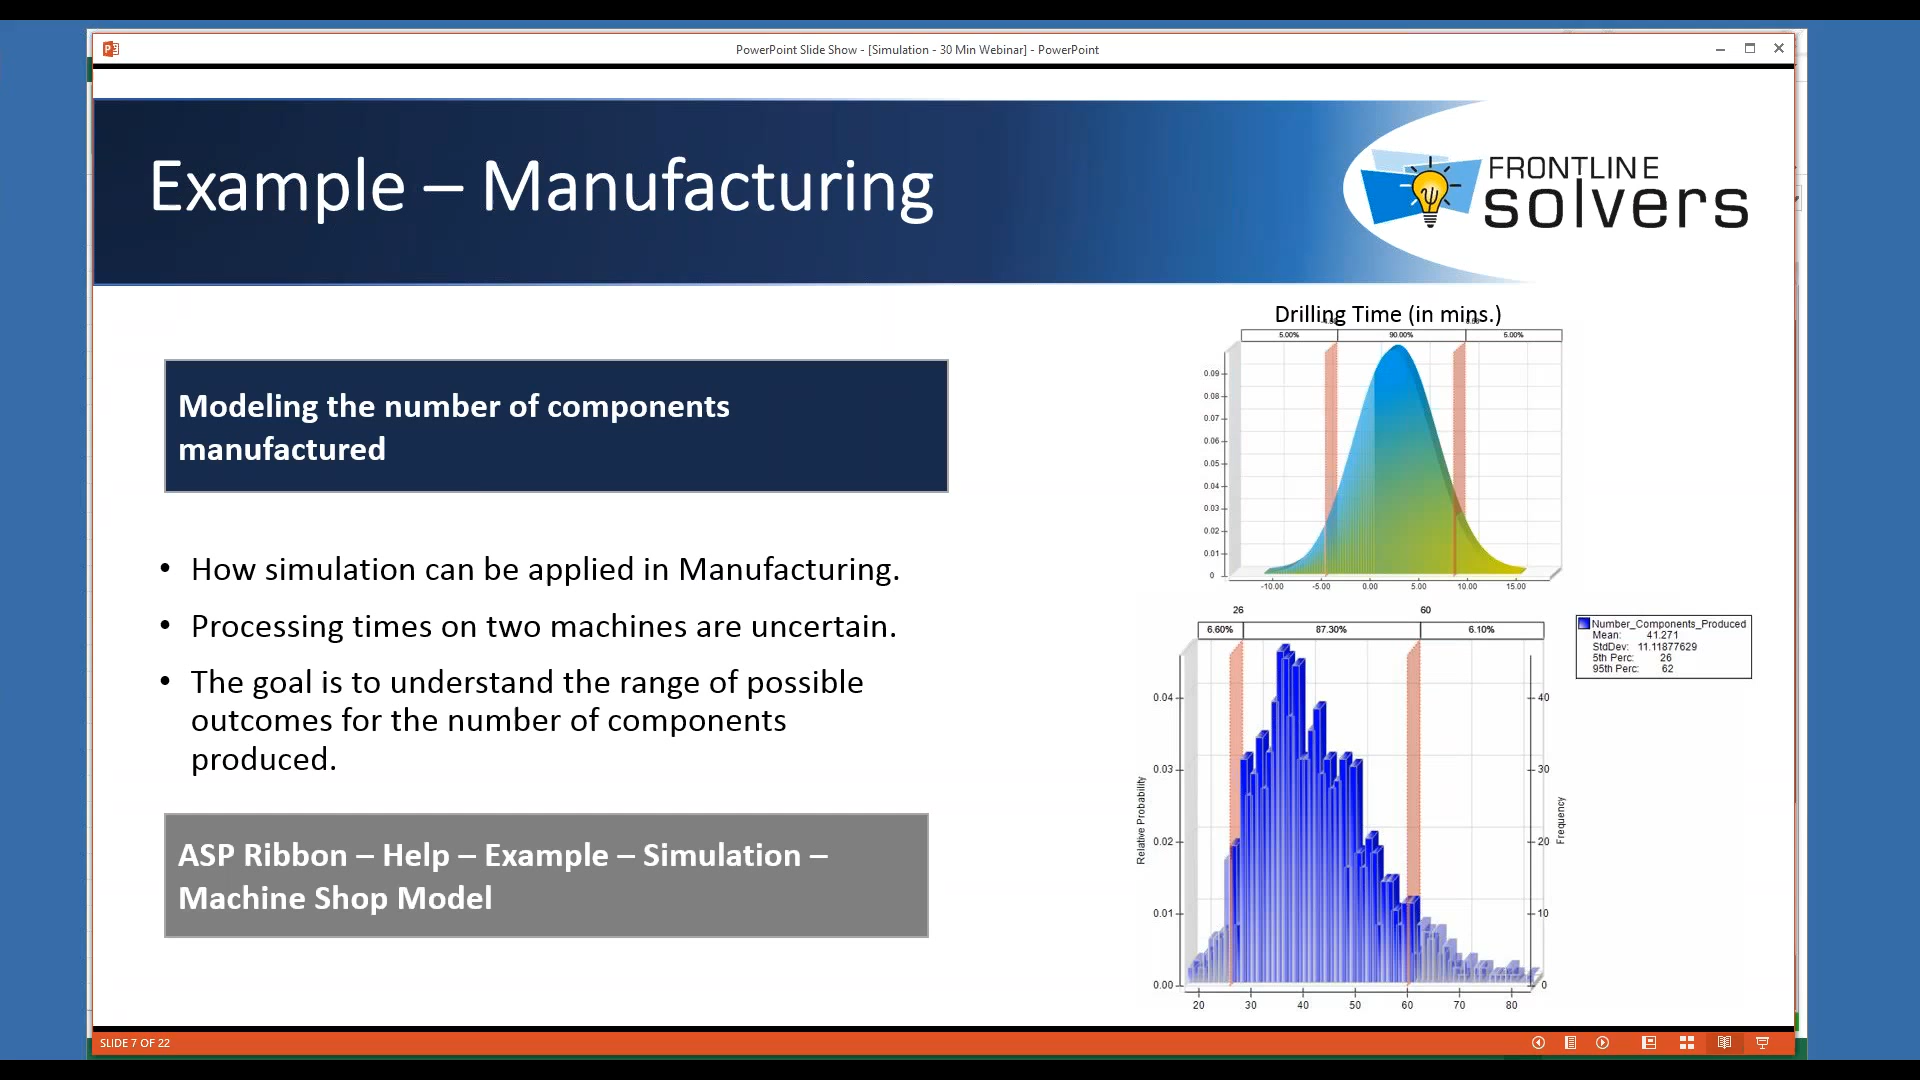 PowerPoint Slide Show - [Simulation - 30 Min Webinar] - PowerPoint
Example – Manufacturing
FRONTLINE
solvers
Modeling the number of components
manufactured
• How simulation can be applied in Manufacturing.
• Processing times on two machines are uncertain.
• The goal is to understand the range of possible
outcomes for the number of components
produced.
ASP Ribbon – Help – Example – Simulation –
Machine Shop Model
Drilling Time (in mins.)
5.00% 90.00% 5.00%
0.09
0.08
0.07
0.06
0.05
0.04
0.03
0.02
0.01
0
-10.00 -5.00 0.00 5.00 10.00 15.00
26 60
6.60% 87.30% 6.10%
Number_Components_Produced
Mean: 41.271
StdDev: 11.11877629
5th Perc: 26
95th Perc: 62
Relative Probability
0.04
0.03
0.02
0.01
0.00
40
30
20
10
0
Frequency
20 30 40 50 60 70 80
SLIDE 7 OF 22